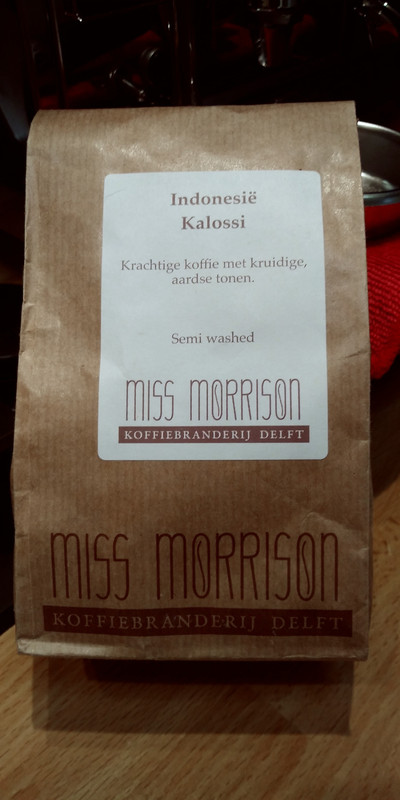 Indonesië
Kalossi
Krachtige koffie met kruidige,
aardse tonen.
Semi washed
MISS MORRISON
KOFFIEBRANDERIJ DELFT
MISS MORRISON
KOFFIEBRANDERIJ DELFT